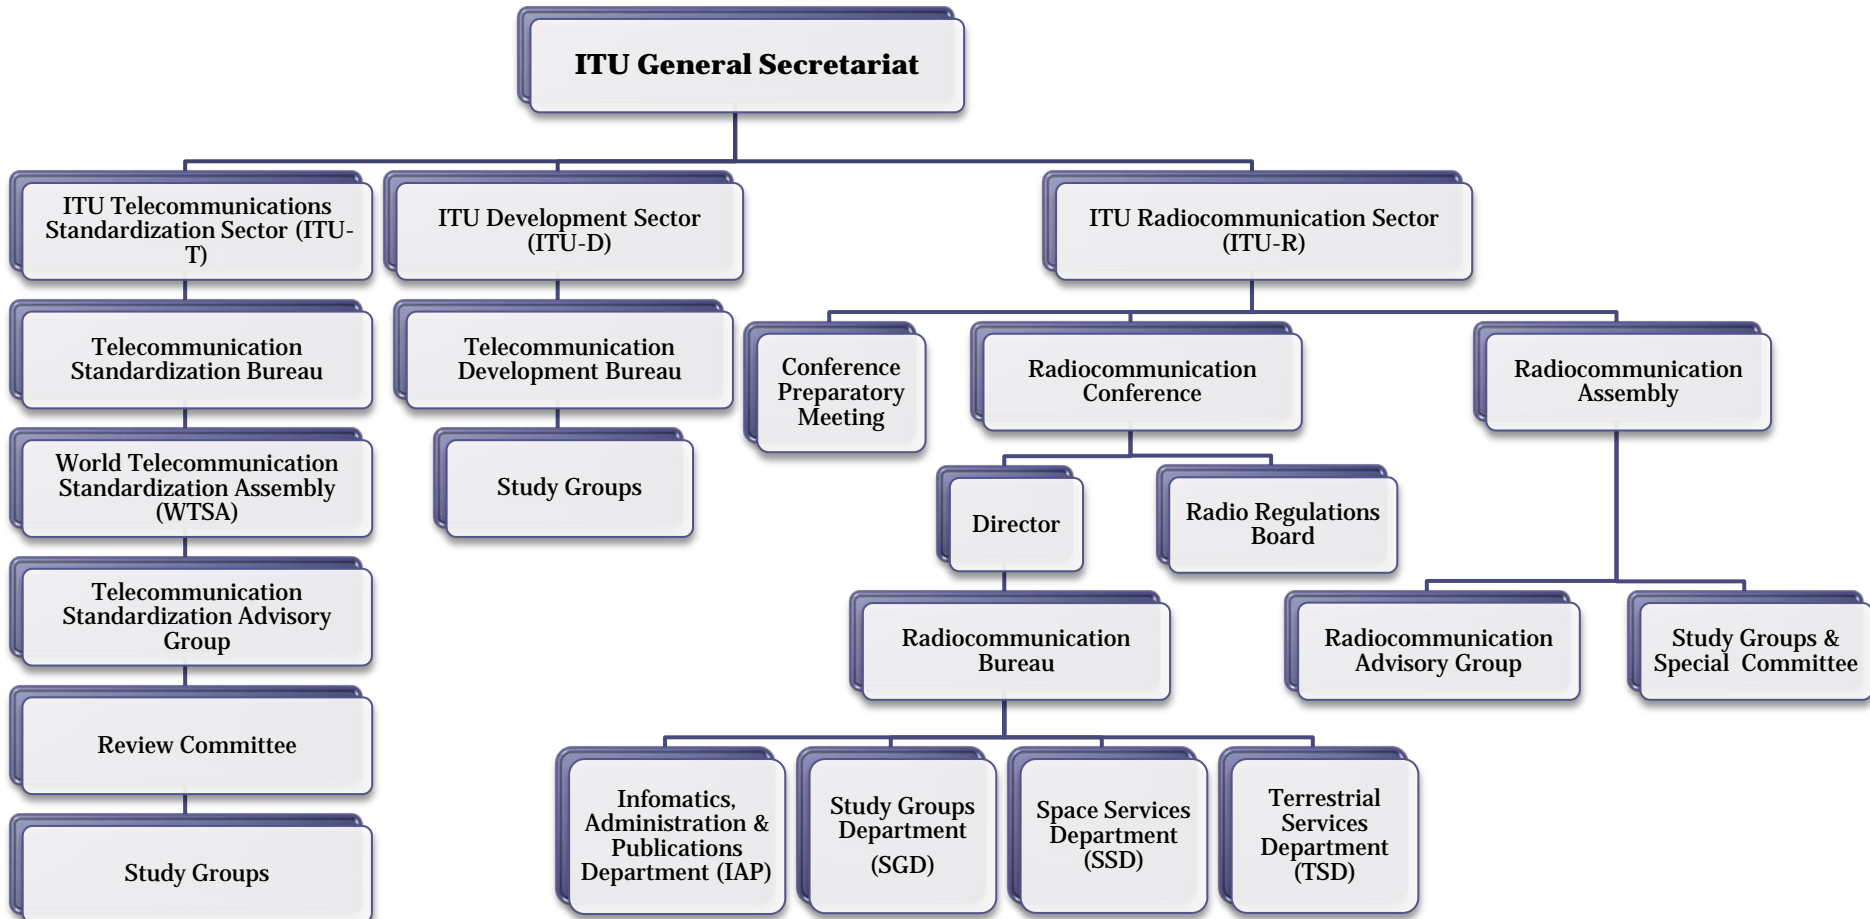 ITU General Secretariat
ITU Telecommunications
Standardization Sector (ITU-
T)
ITU Development Sector
(ITU-D)
ITU Radiocommunication Sector
(ITU-R)
Telecommunication
Standardization Bureau
Telecommunication
Development Bureau
Conference
Preparatory
Meeting
Radiocommunication
Conference
Radiocommunication
Assembly
World Telecommunication
Standardization Assembly
(WTSA)
Study Groups
Director
Radio Regulations
Board
Telecommunication
Standardization Advisory
Group
Radiocommunication
Bureau
Radiocommunication
Advisory Group
Study Groups &
Special Committee
Review Committee
Infomatics,
Administration &
Publications
Department (IAP)
Study Groups
Department
(SGD)
Space Services
Department
(SSD)
Terrestrial
Services
Department
(TSD)
Study Groups